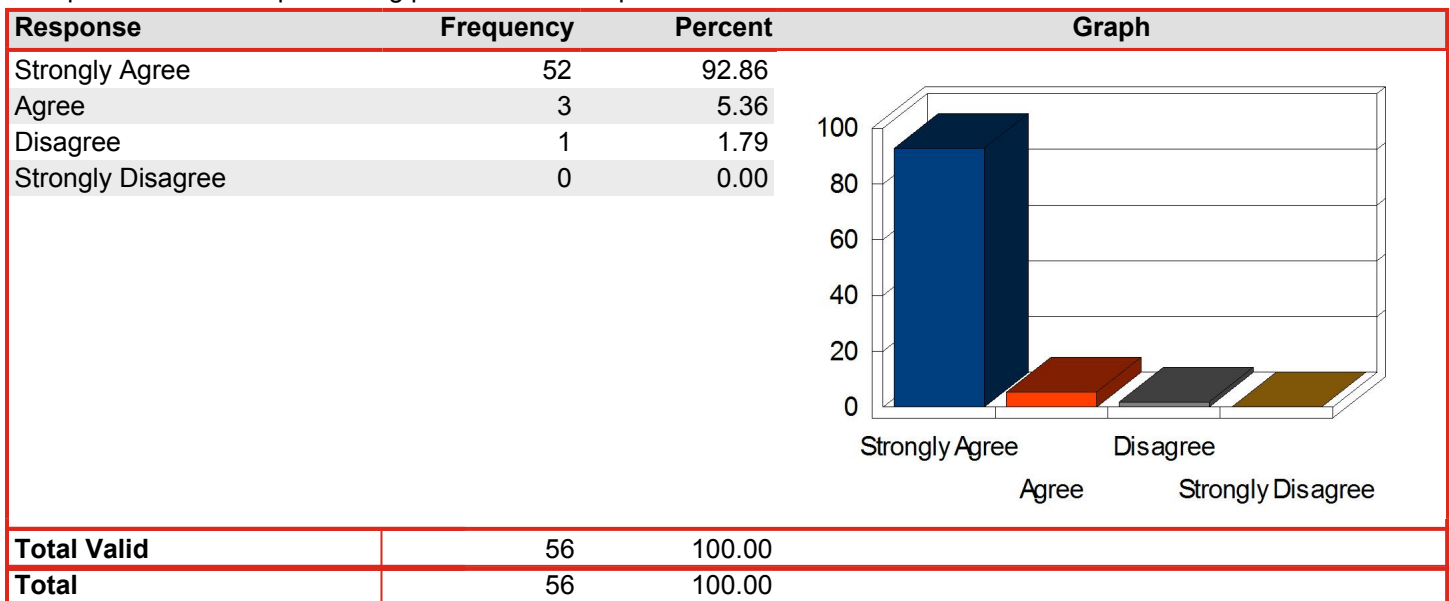 Response Frequency Percent Graph
Strongly Agree 52 92.86
Agree 3 5.36
Disagree 1 1.79
Strongly Disagree 0 0.00
100
80
60
40
20
0
Strongly Agree Disagree
Agree Strongly Disagree
Total Valid 56 100.00
Total 56 100.00